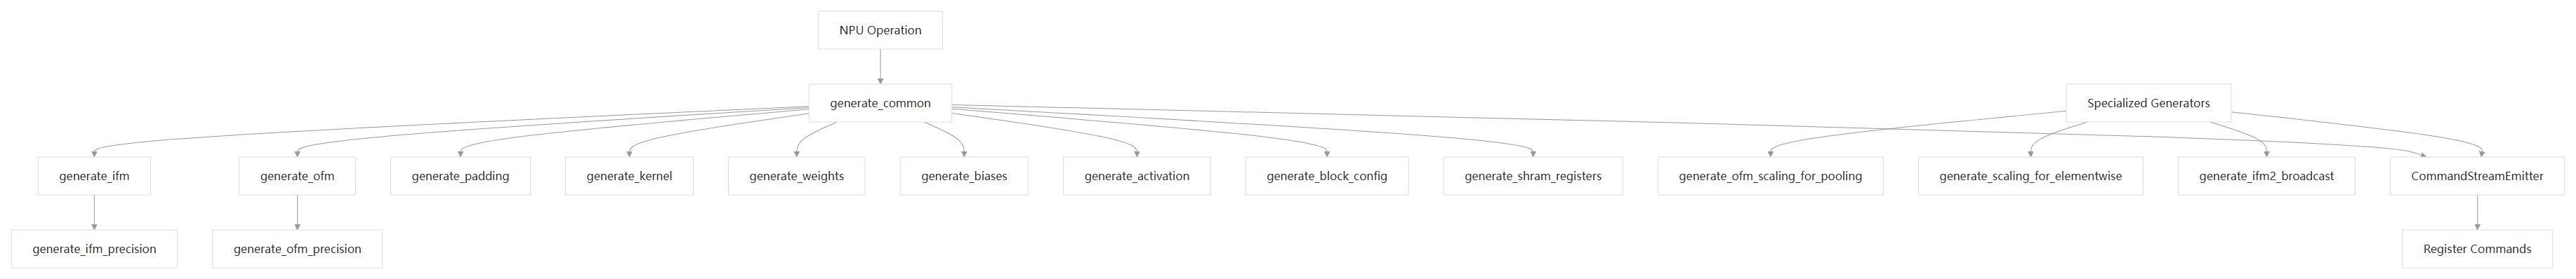 NPU Operation
generate_common
Specialized Generators
generate_ifm
generate_ofm
generate_padding
generate_kernel
generate_weights
generate_biases
generate_activation
generate_block_config
generate_shram_registers
generate_ofm_scaling_for_pooling
generate_scaling_for_elementwise
generate_ifm2_broadcast
CommandStreamEmitter
generate_ifm_precision
generate_ofm_precision
Register Commands